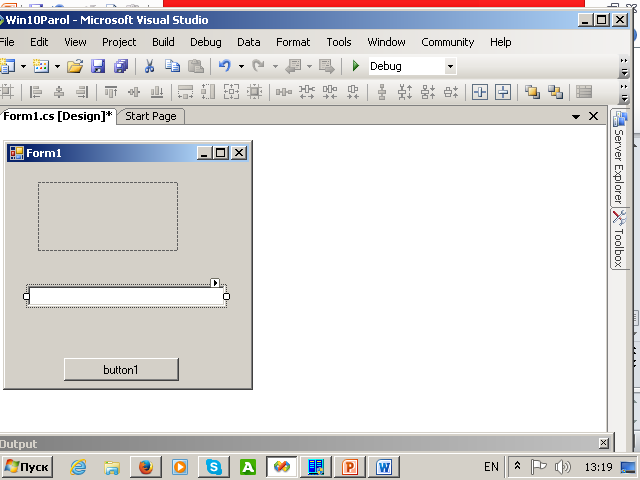 Win10Parol - Microsoft Visual Studio
File Edit View Project Build Debug Data Format Tools Window Community Help
Debug
Form1.cs [Design]* Start Page
Form1
button1
Server Explorer
Toolbox
Output
Пуск EN 13:19